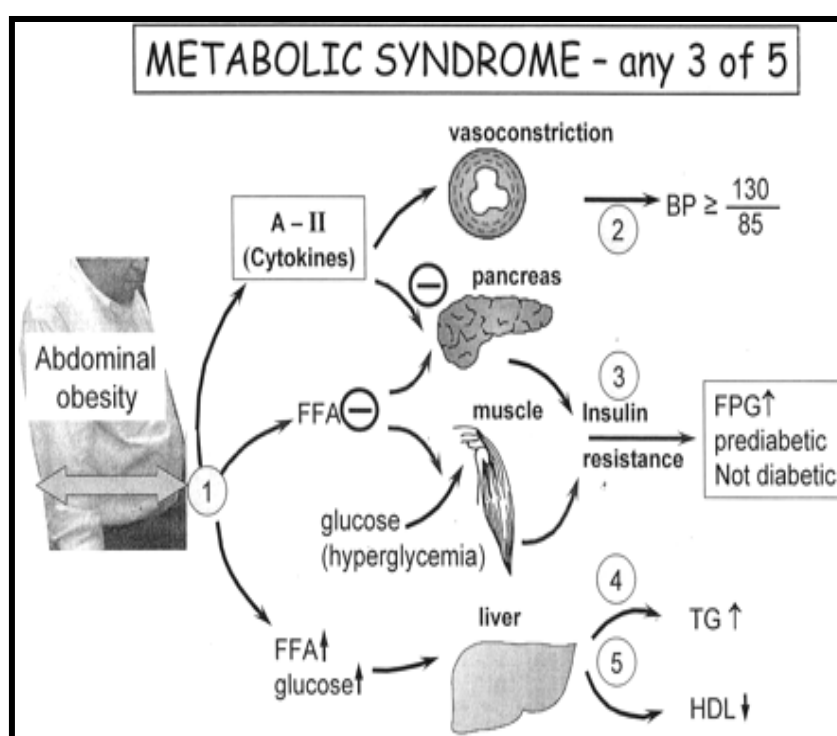 METABOLIC SYNDROME – any 3 of 5
vasoconstriction
A – II
(Cytokines)
2
BP ≥ 130
85
pancreas
Abdominal
obesity
1
FFA
muscle
3
Insulin
resistance
FPG↑
prediabetic
Not diabetic
glucose
(hyperglycemia)
liver
4
TG ↑
FFA↑
glucose↑
5
HDL↓